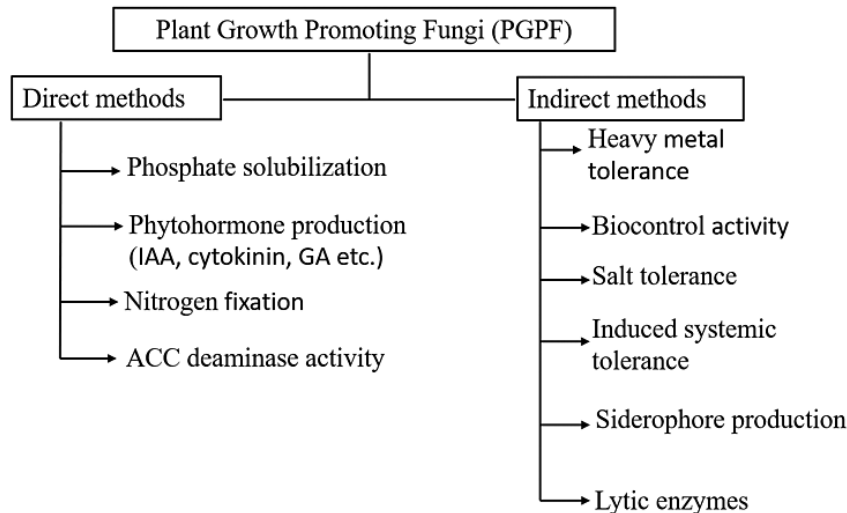 Plant Growth Promoting Fungi (PGPF)
Direct methods
Phosphate solubilization
Phytohormone production
(IAA, cytokinin, GA etc.)
Nitrogen fixation
ACC deaminase activity
Indirect methods
Heavy metal
tolerance
Biocontrol activity
Salt tolerance
Induced systemic
tolerance
Siderophore production
Lytic enzymes